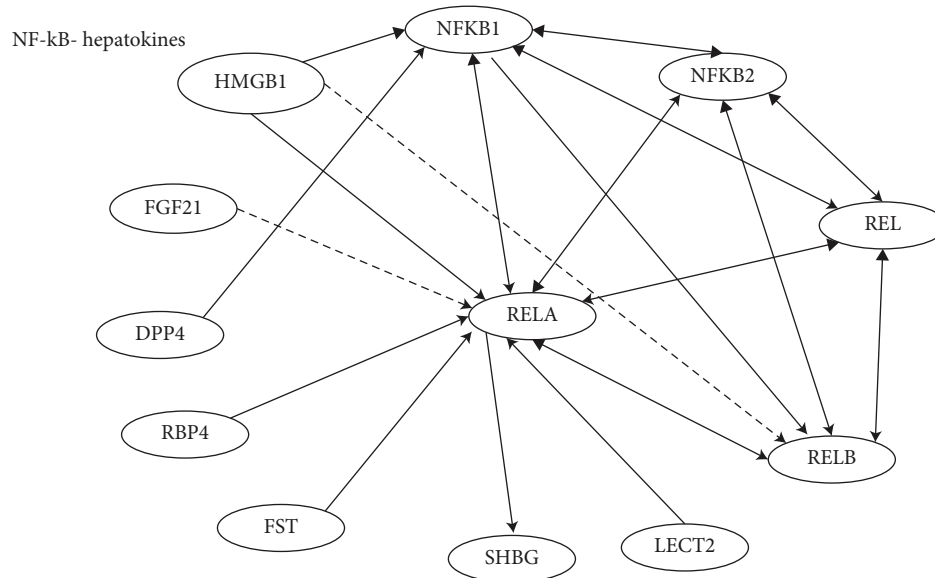 NF-kB- hepatokines
NFKB1
HMGB1
NFKB2
FGF21
REL
DPP4
RELA
RBP4
RELB
FST
SHBG
LECT2